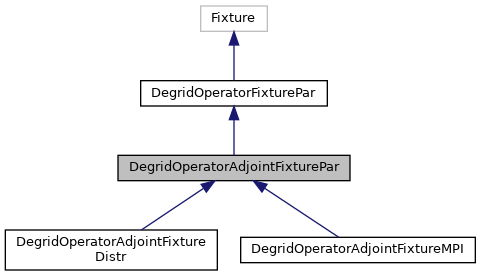 Fixture
DegridOperatorFixturePar
DegridOperatorAdjointFixturePar
DegridOperatorAdjointFixture
Distr
DegridOperatorAdjointFixtureMPI